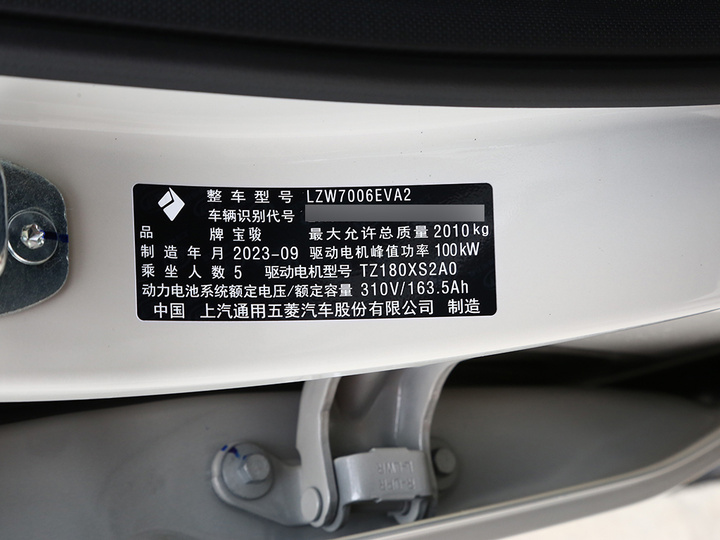 整车型号 LZW7006EVA2
车辆识别代号
品牌 宝骏 最大允许总质量 2010kg
制造年月 2023-09 驱动电机峰值功率 100kW
乘坐人数 5 驱动电机型号 TZ180XS2A0
动力电池系统额定电压/额定容量 310V/163.5Ah
中国 上汽通用五菱汽车股份有限公司 制造